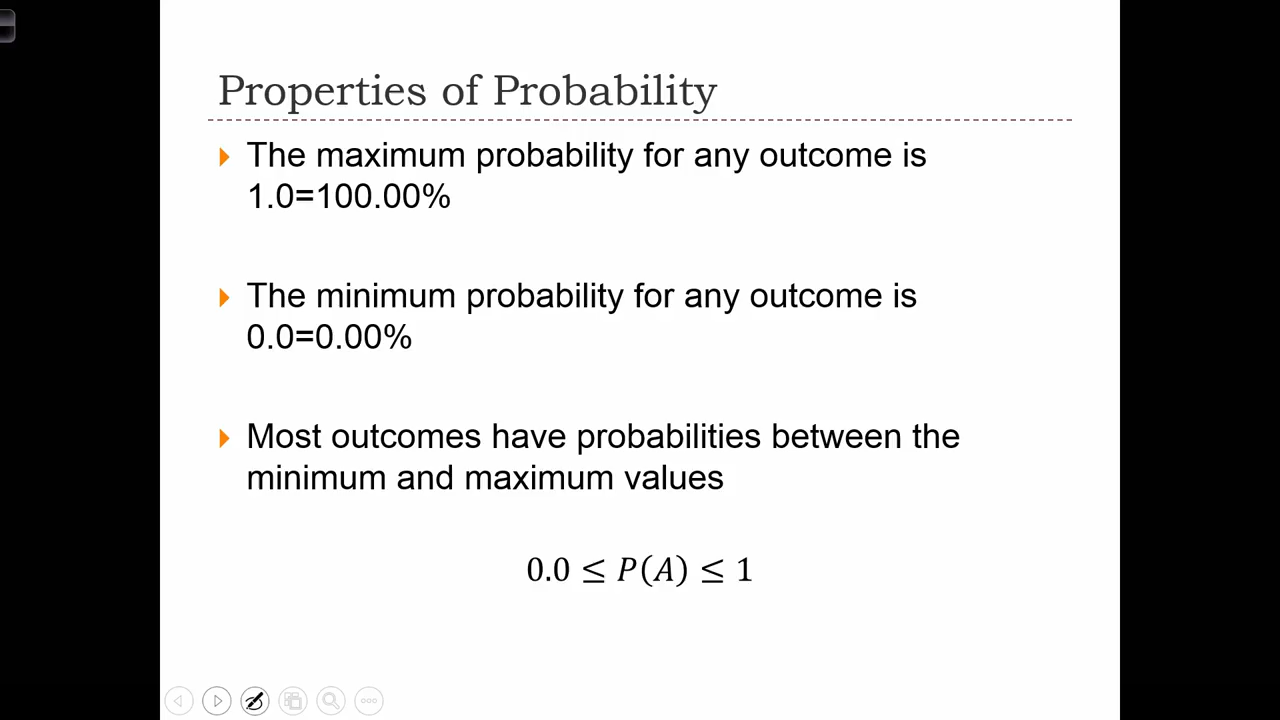 Properties of Probability
The maximum probability for any outcome is
1.0=100.00%
The minimum probability for any outcome is
0.0=0.00%
Most outcomes have probabilities between the
minimum and maximum values
0.0 ≤ P(A) ≤ 1